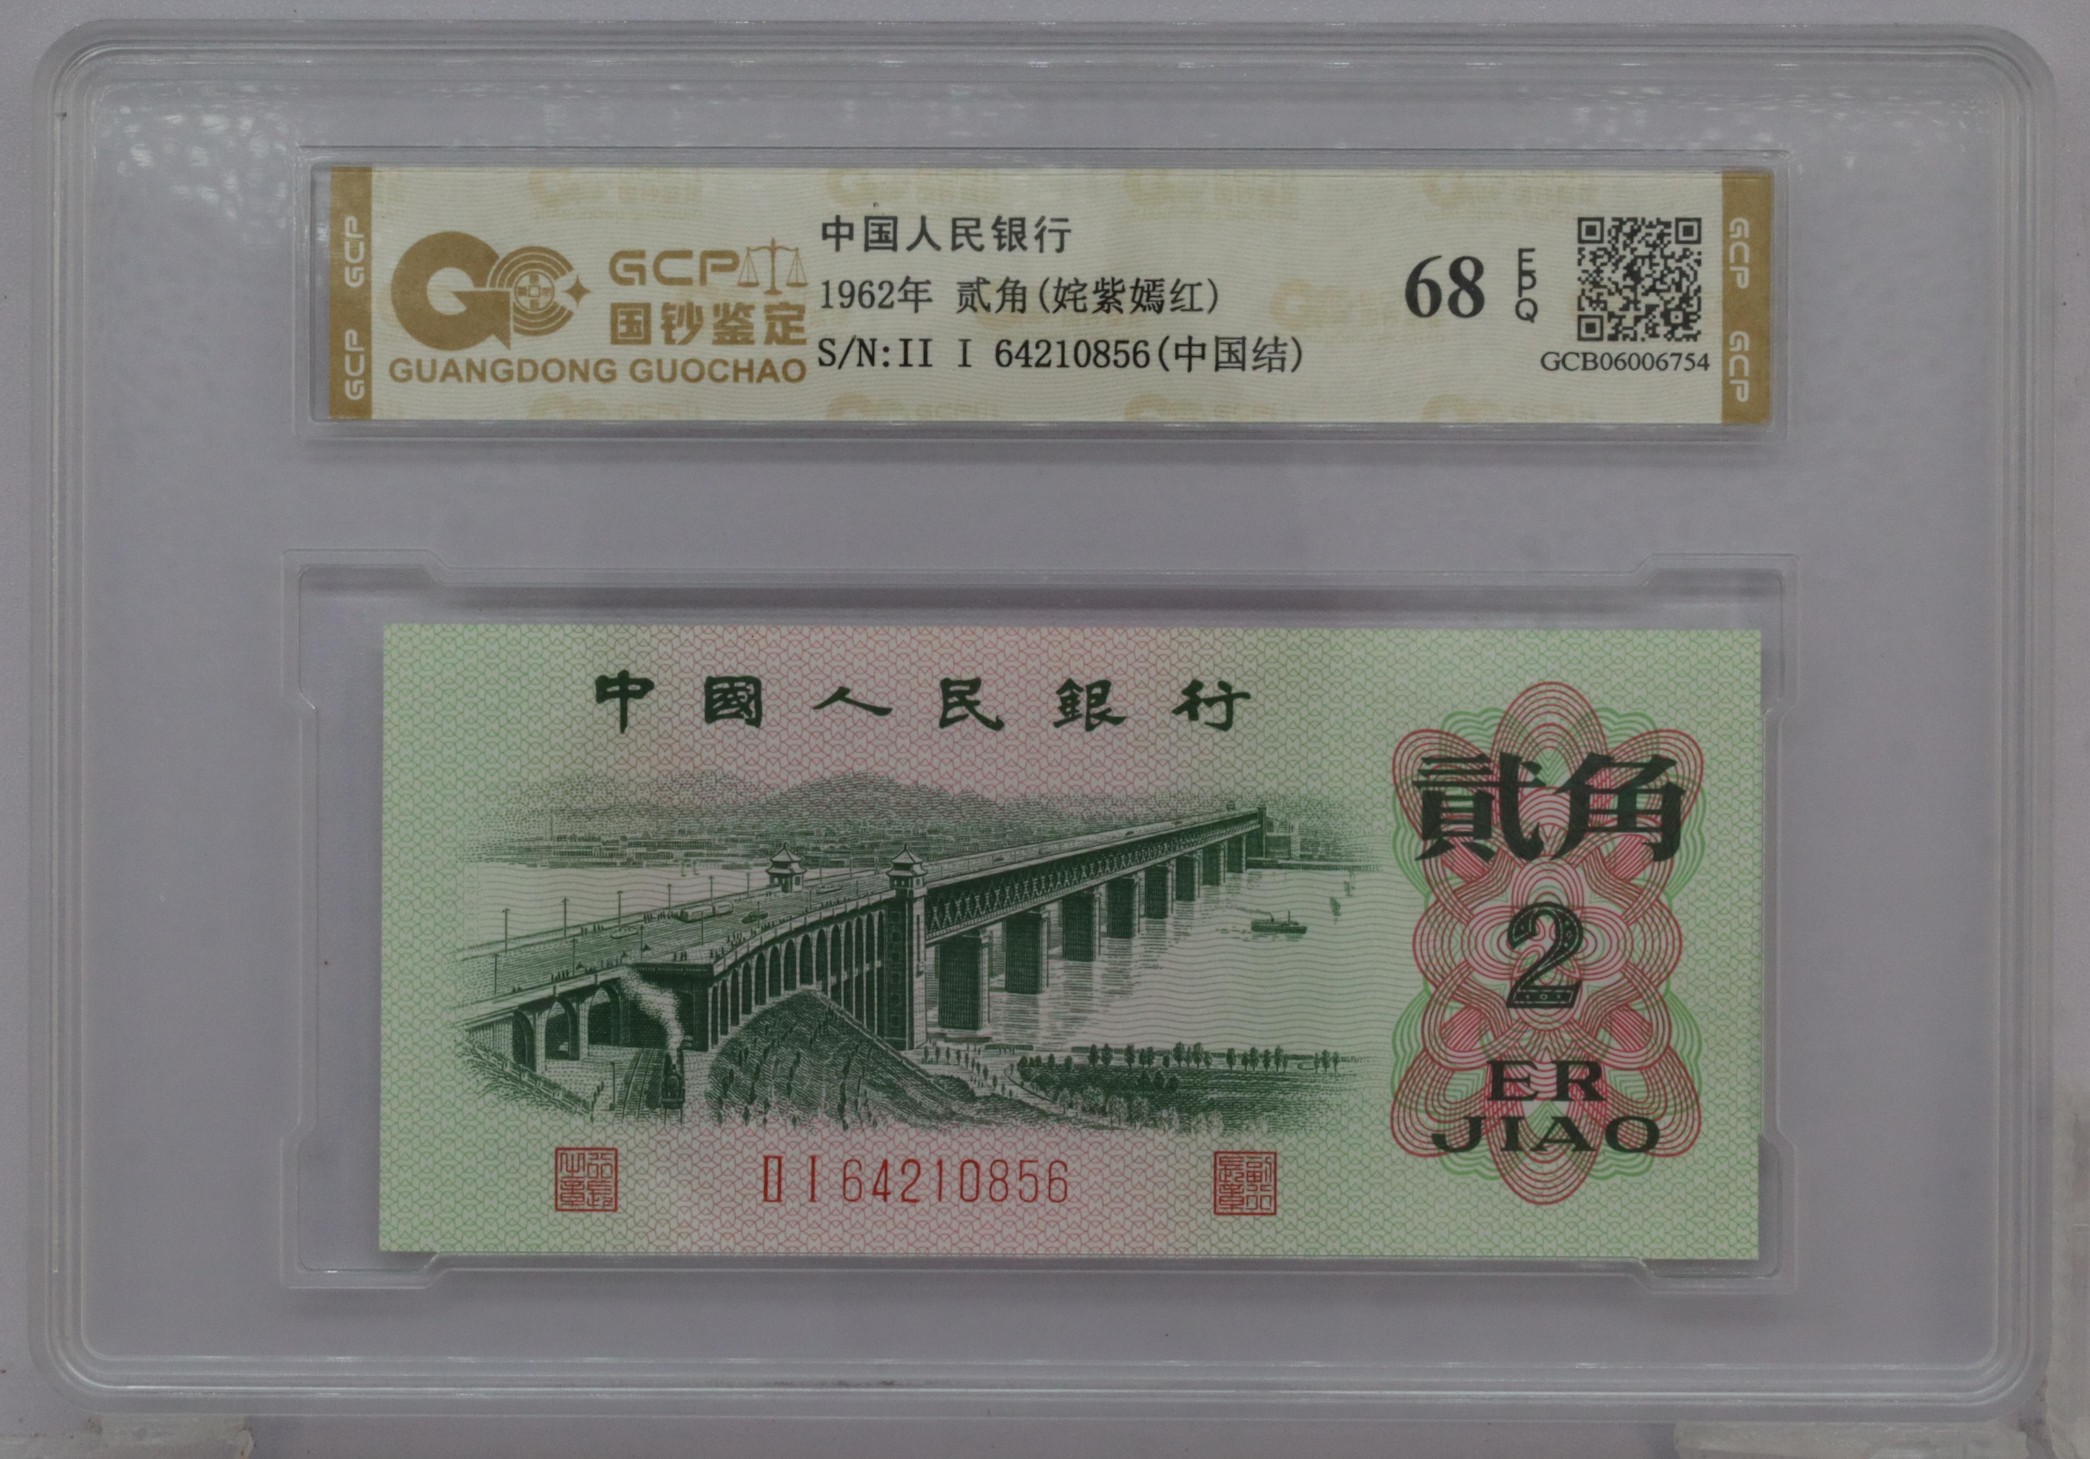 GCP GCP
GCP
国钞鉴定
GUANGDONG GUOCHAO
中国人民银行
1962年 贰角(姹紫嫣红)
S/N:II I 64210856(中国结)
68 EPQ
GCB06006754
GCP GCP
中國人民銀行
貳角
2
ER
JIAO
II I 64210856